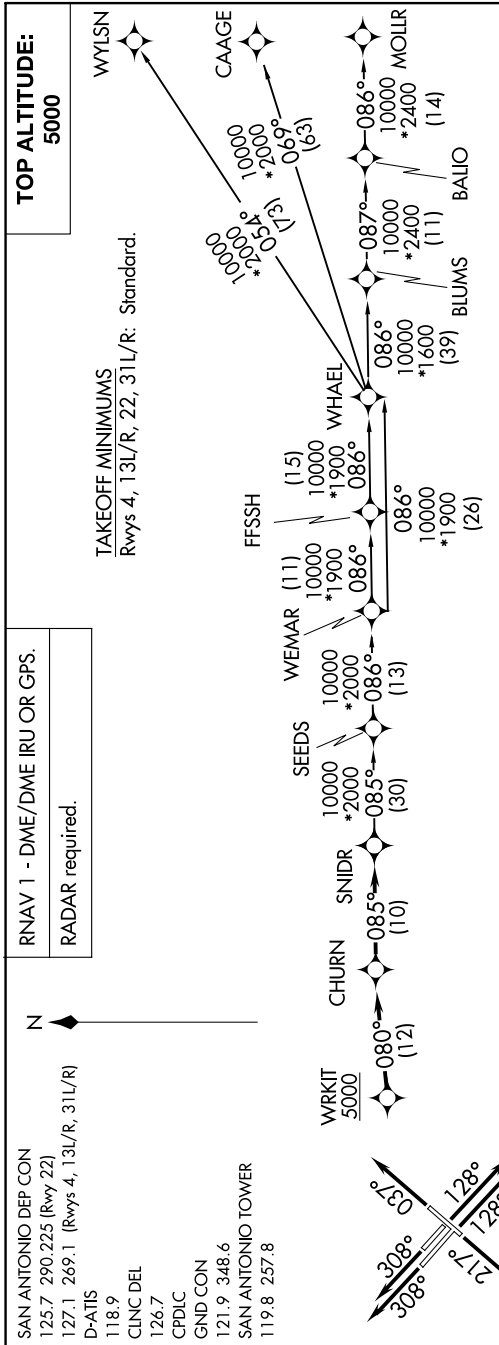 SAN ANTONIO DEP CON
125.7 290.225 (Rwy 22)
127.1 269.1 (Rwys 4, 13L/R, 31L/R)
D-ATIS
118.9
CLNC DEL
126.7
CPDLC
GND CON
121.9 348.6
SAN ANTONIO TOWER
119.8 257.8
N
RNAV 1 - DME/DME IRU OR GPS.
RADAR required.
TOP ALTITUDE:
5000
TAKEOFF MINIMUMS
Rwys 4, 13L/R, 22, 31L/R: Standard.
308°
308°
037°
217°
128°
128°
WRKIT
5000
080°
(12)
CHURN
085°
(10)
SNIDR
10000
*2000
085°
(30)
SEEDS
10000
*2000
086°
(13)
WEMAR
(11)
10000
*1900
086°
FFSSH
(15)
10000
*1900
086°
086°
10000
*1900
(26)
WHAEL
10000
*2000
054°
(73)
WYLSN
10000
*2000
069°
(63)
CAAGE
086°
10000
*1600
(39)
BLUMS
087°
10000
*2400
(11)
BALIO
086°
10000
*2400
(14)
MOLLR